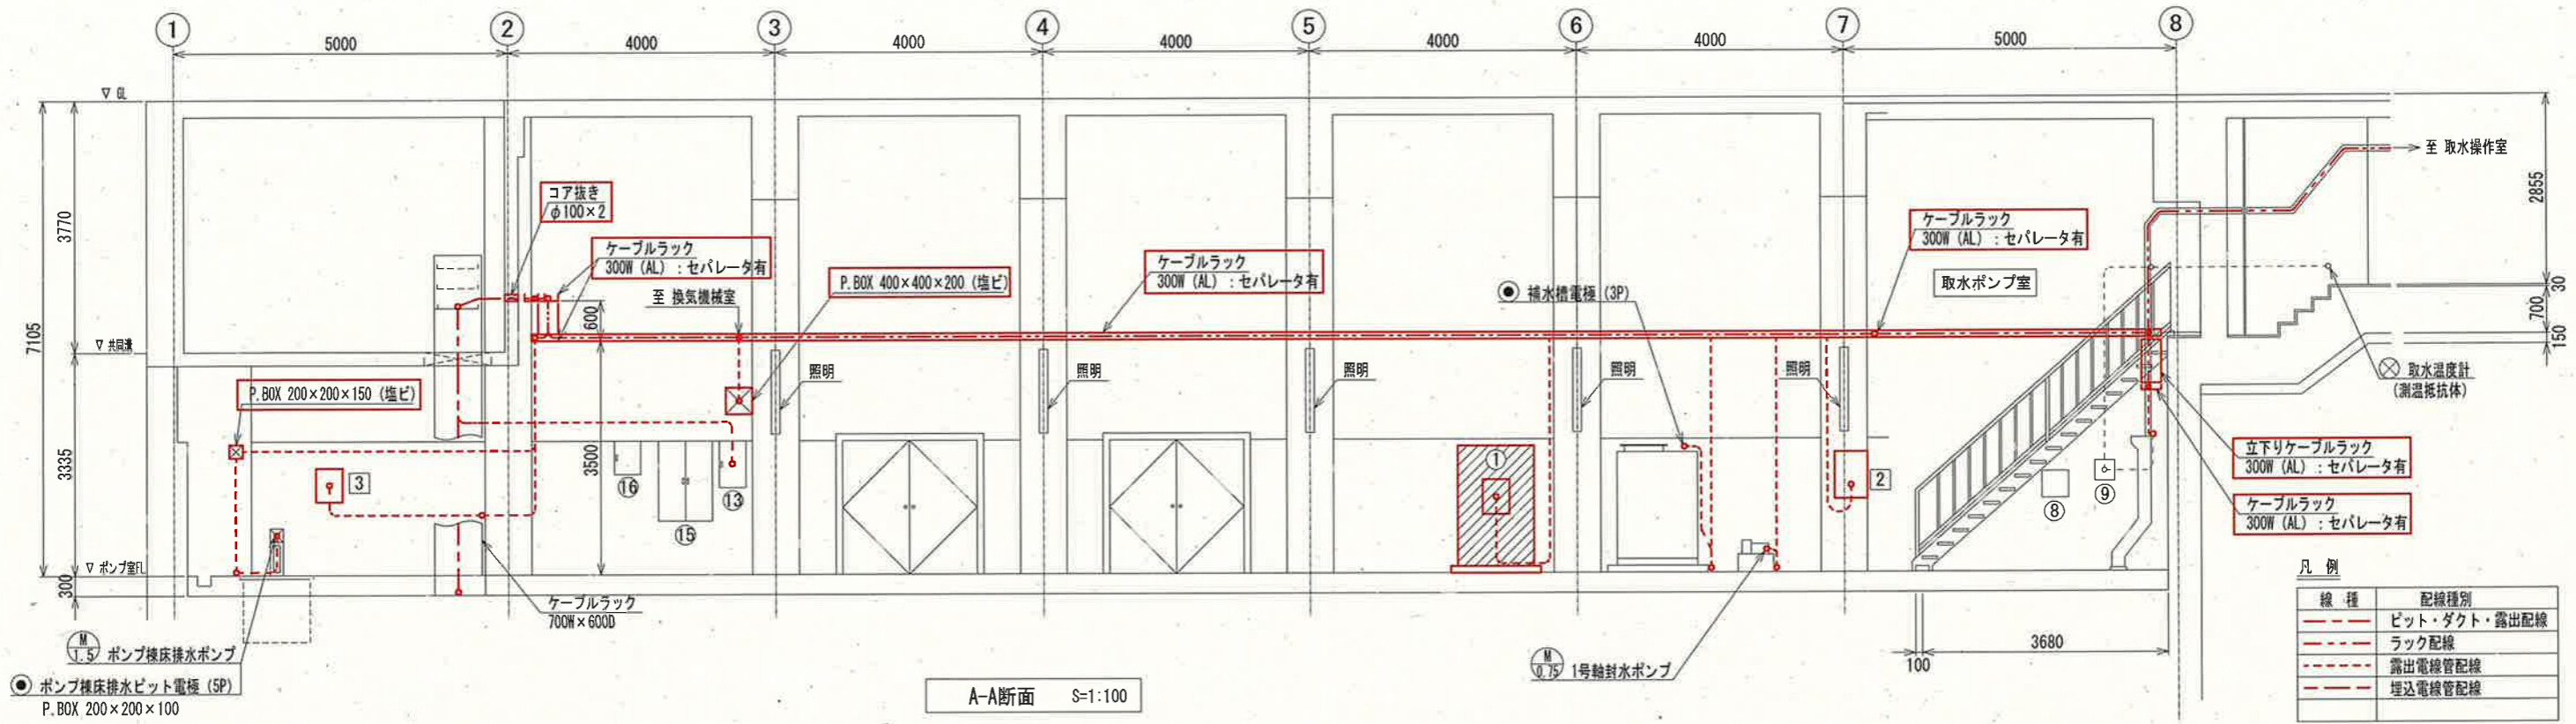 ① ② ③ ④ ⑤ ⑥ ⑦ ⑧
5000 4000 4000 4000 4000 4000 5000
▽ GL
至 取水操作室
コア抜き
φ100×2
3770
7105
2855
ケーブルラック
300W (AL) :セパレータ有
ケーブルラック
300W (AL) :セパレータ有
ケーブルラック
300W (AL) :セパレータ有
至 換気機械室
P.BOX 400×400×200 (塩ビ)
取水ポンプ室
補水槽電極 (3P)
600
30
700
150
▽ 共同溝
照明
照明
照明
照明
照明
取水温度計
(測温抵抗体)
P.BOX 200×200×150 (塩ビ)
3335
3500
3
⑯
⑮
⑬
①
2
⑧
⑨
立下りケーブルラック
300W (AL) :セパレータ有
ケーブルラック
300W (AL) :セパレータ有
▽ ポンプ室FL
300
ケーブルラック
700W×600D
M
1.5
ポンプ棟床排水ポンプ
ポンプ棟床排水ピット電極 (5P)
P.BOX 200×200×100
M
0.75
1号軸封水ポンプ
100
3680
A-A断面 S=1:100
凡 例
線 種 配線種別
ピット・ダクト・露出配線
ラック配線
露出電線管配線
埋込電線管配線